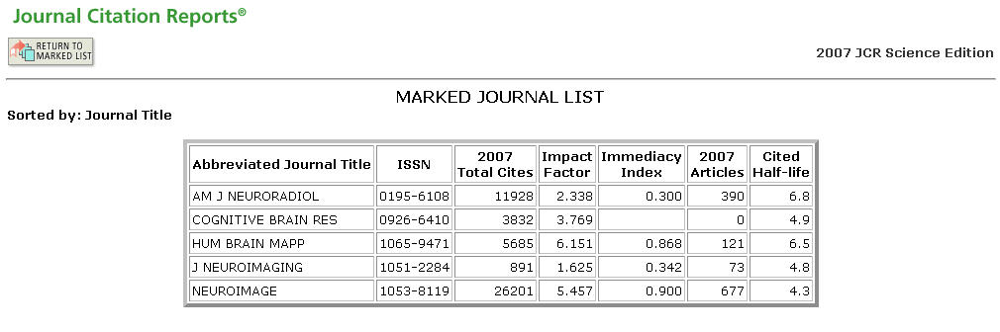 Journal Citation Reports®
RETURN TO
MARKED LIST
2007 JCR Science Edition
MARKED JOURNAL LIST
Sorted by: Journal Title
Abbreviated Journal Title ISSN 2007 Total Cites Impact Factor Immediacy Index 2007 Articles Cited Half-life
AM J NEURORADIOL 0195-6108 11928 2.338 0.300 390 6.8
COGNITIVE BRAIN RES 0926-6410 3832 3.769 0 4.9
HUM BRAIN MAPP 1065-9471 5685 6.151 0.868 121 6.5
J NEUROIMAGING 1051-2284 891 1.625 0.342 73 4.8
NEUROIMAGE 1053-8119 26201 5.457 0.900 677 4.3